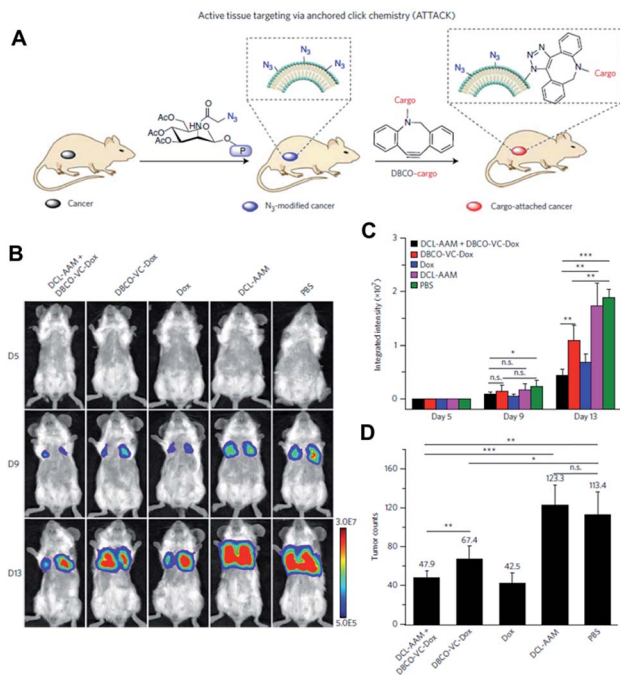 Active tissue targeting via anchored click chemistry (ATTACK)
A
N3
N3
N3
AcO
AcO
AcO
HN
O
N3
O
O
P
Cancer
N3-modified cancer
Cargo
N
DBCO-cargo
N3
N3
N
N
N
N
Cargo
Cargo-attached cancer
B
DCL-AAM +
DBCO-VC-Dox
DBCO-VC-Dox
Dox
DCL-AAM
PBS
D5
D9
D13
3.0E7
5.0E5
C
Integrated intensity (×10⁷)
3
2
1
0
DCL-AAM + DBCO-VC-Dox
DBCO-VC-Dox
Dox
DCL-AAM
PBS
***
**
**
**
*
n.s.
n.s.
n.s.
Day 5
Day 9
Day 13
D
Tumor counts
160
120
80
40
0
**
***
*
n.s.
**
47.9
67.4
42.5
123.3
113.4
DCL-AAM +
DBCO-VC-Dox
DBCO-VC-Dox
Dox
DCL-AAM
PBS